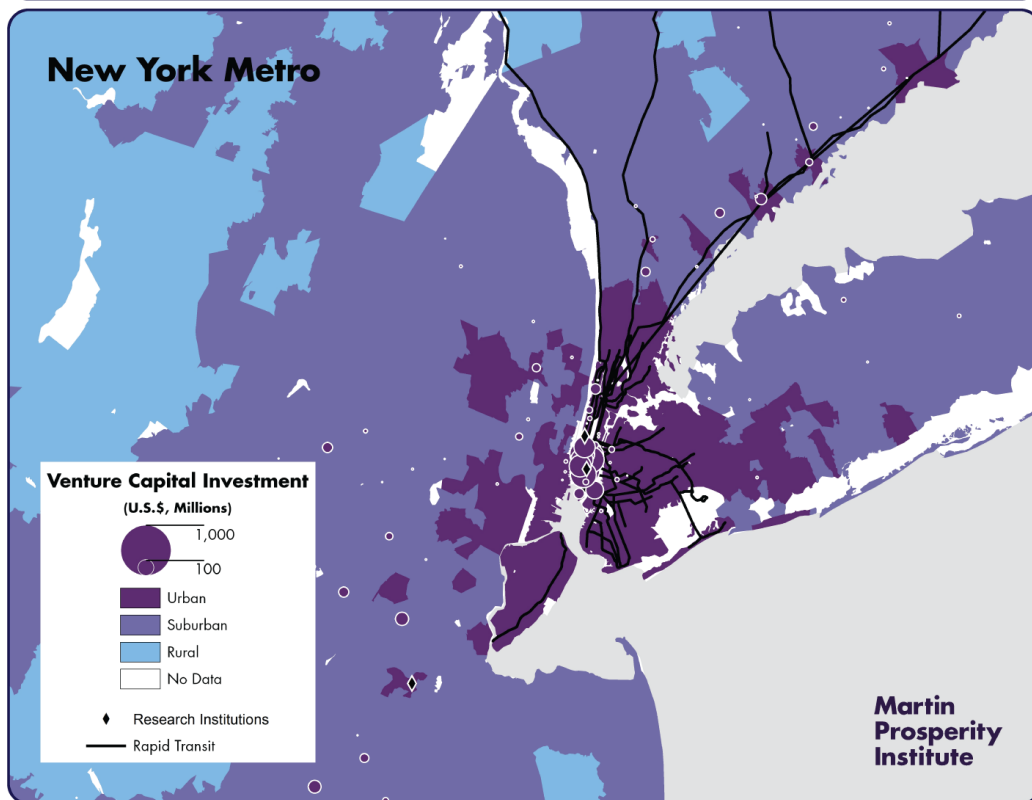 New York Metro
Venture Capital Investment
(U.S.$, Millions)
1,000
100
Urban
Suburban
Rural
No Data
Research Institutions
Rapid Transit
Martin
Prosperity
Institute